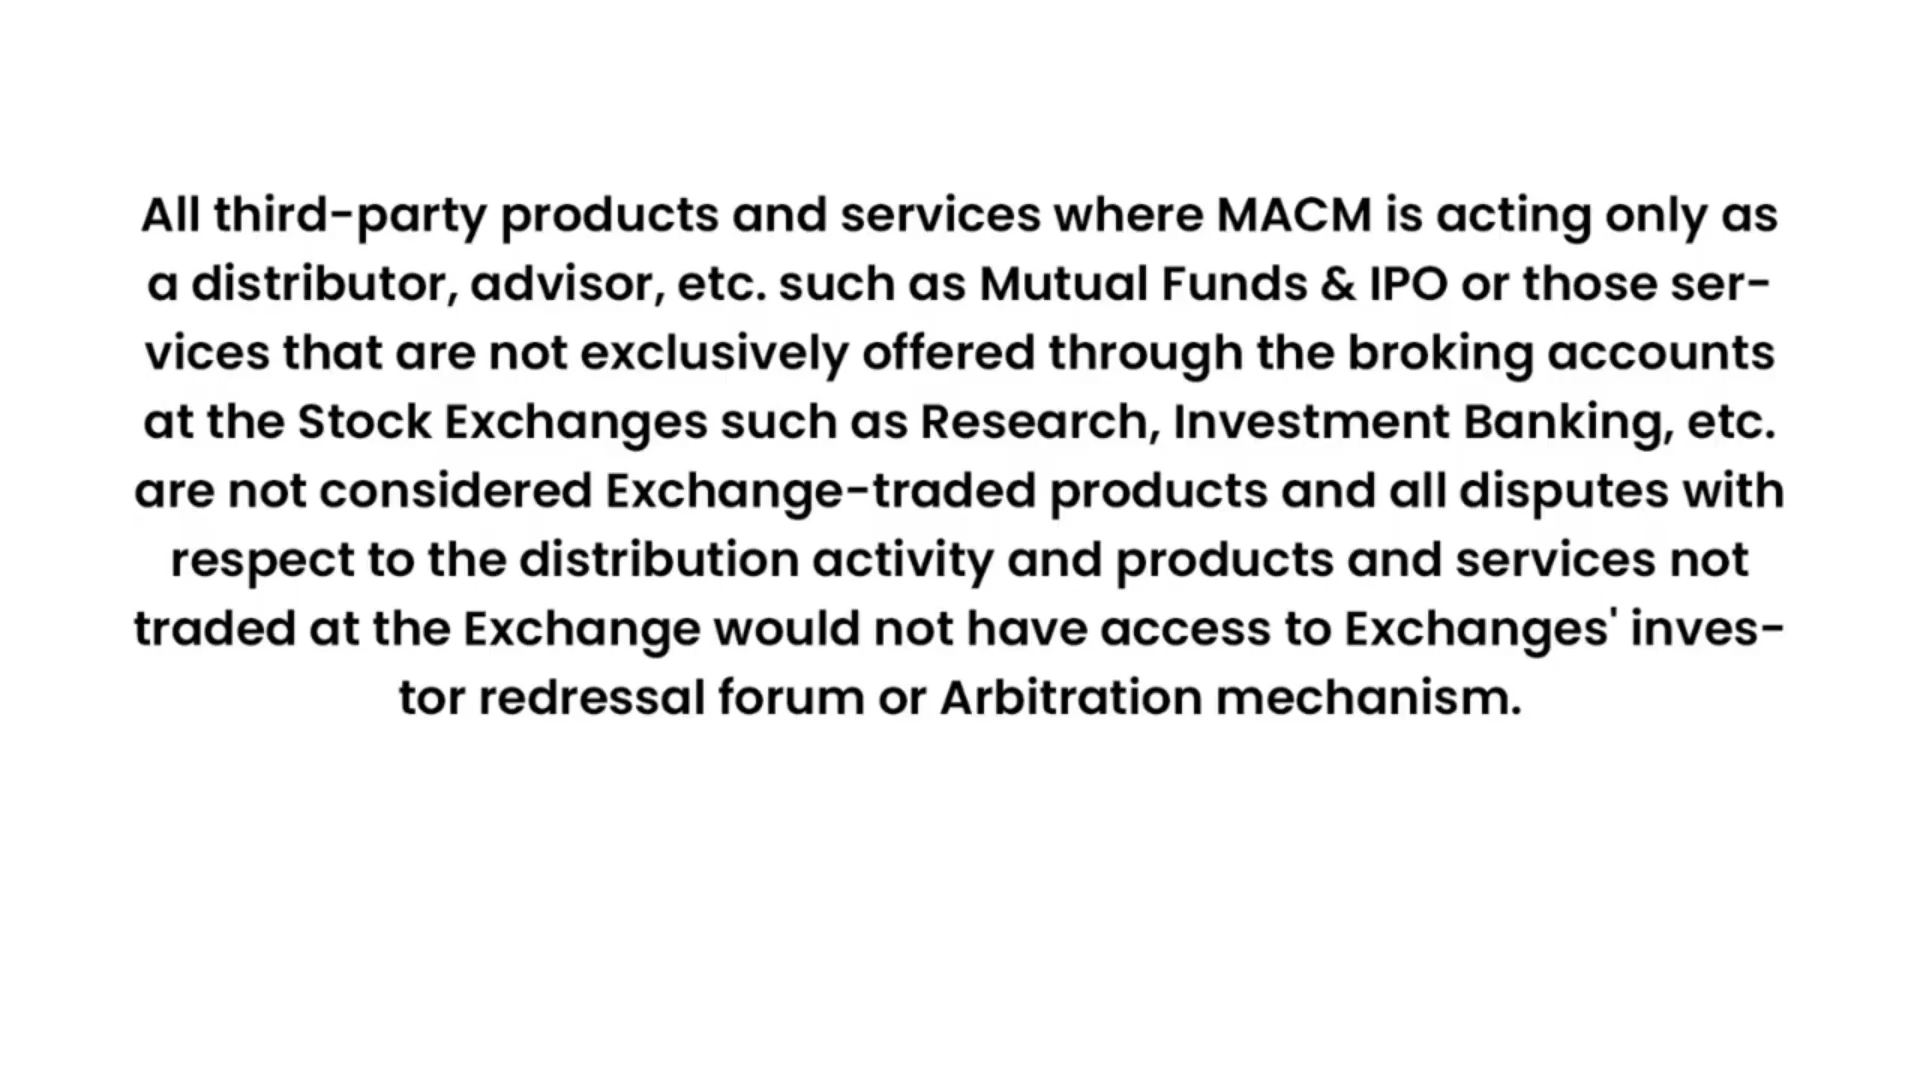 All third-party products and services where MACM is acting only as
a distributor, advisor, etc. such as Mutual Funds & IPO or those ser-
vices that are not exclusively offered through the broking accounts
at the Stock Exchanges such as Research, Investment Banking, etc.
are not considered Exchange-traded products and all disputes with
respect to the distribution activity and products and services not
traded at the Exchange would not have access to Exchanges' inves-
tor redressal forum or Arbitration mechanism.